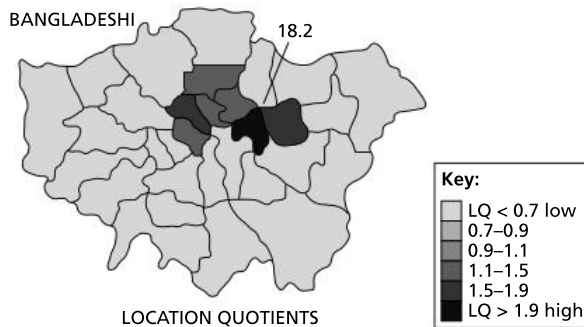 BANGLADESHI
18.2
Key:
LQ < 0.7 low
0.7–0.9
0.9–1.1
1.1–1.5
1.5–1.9
LQ > 1.9 high
LOCATION QUOTIENTS